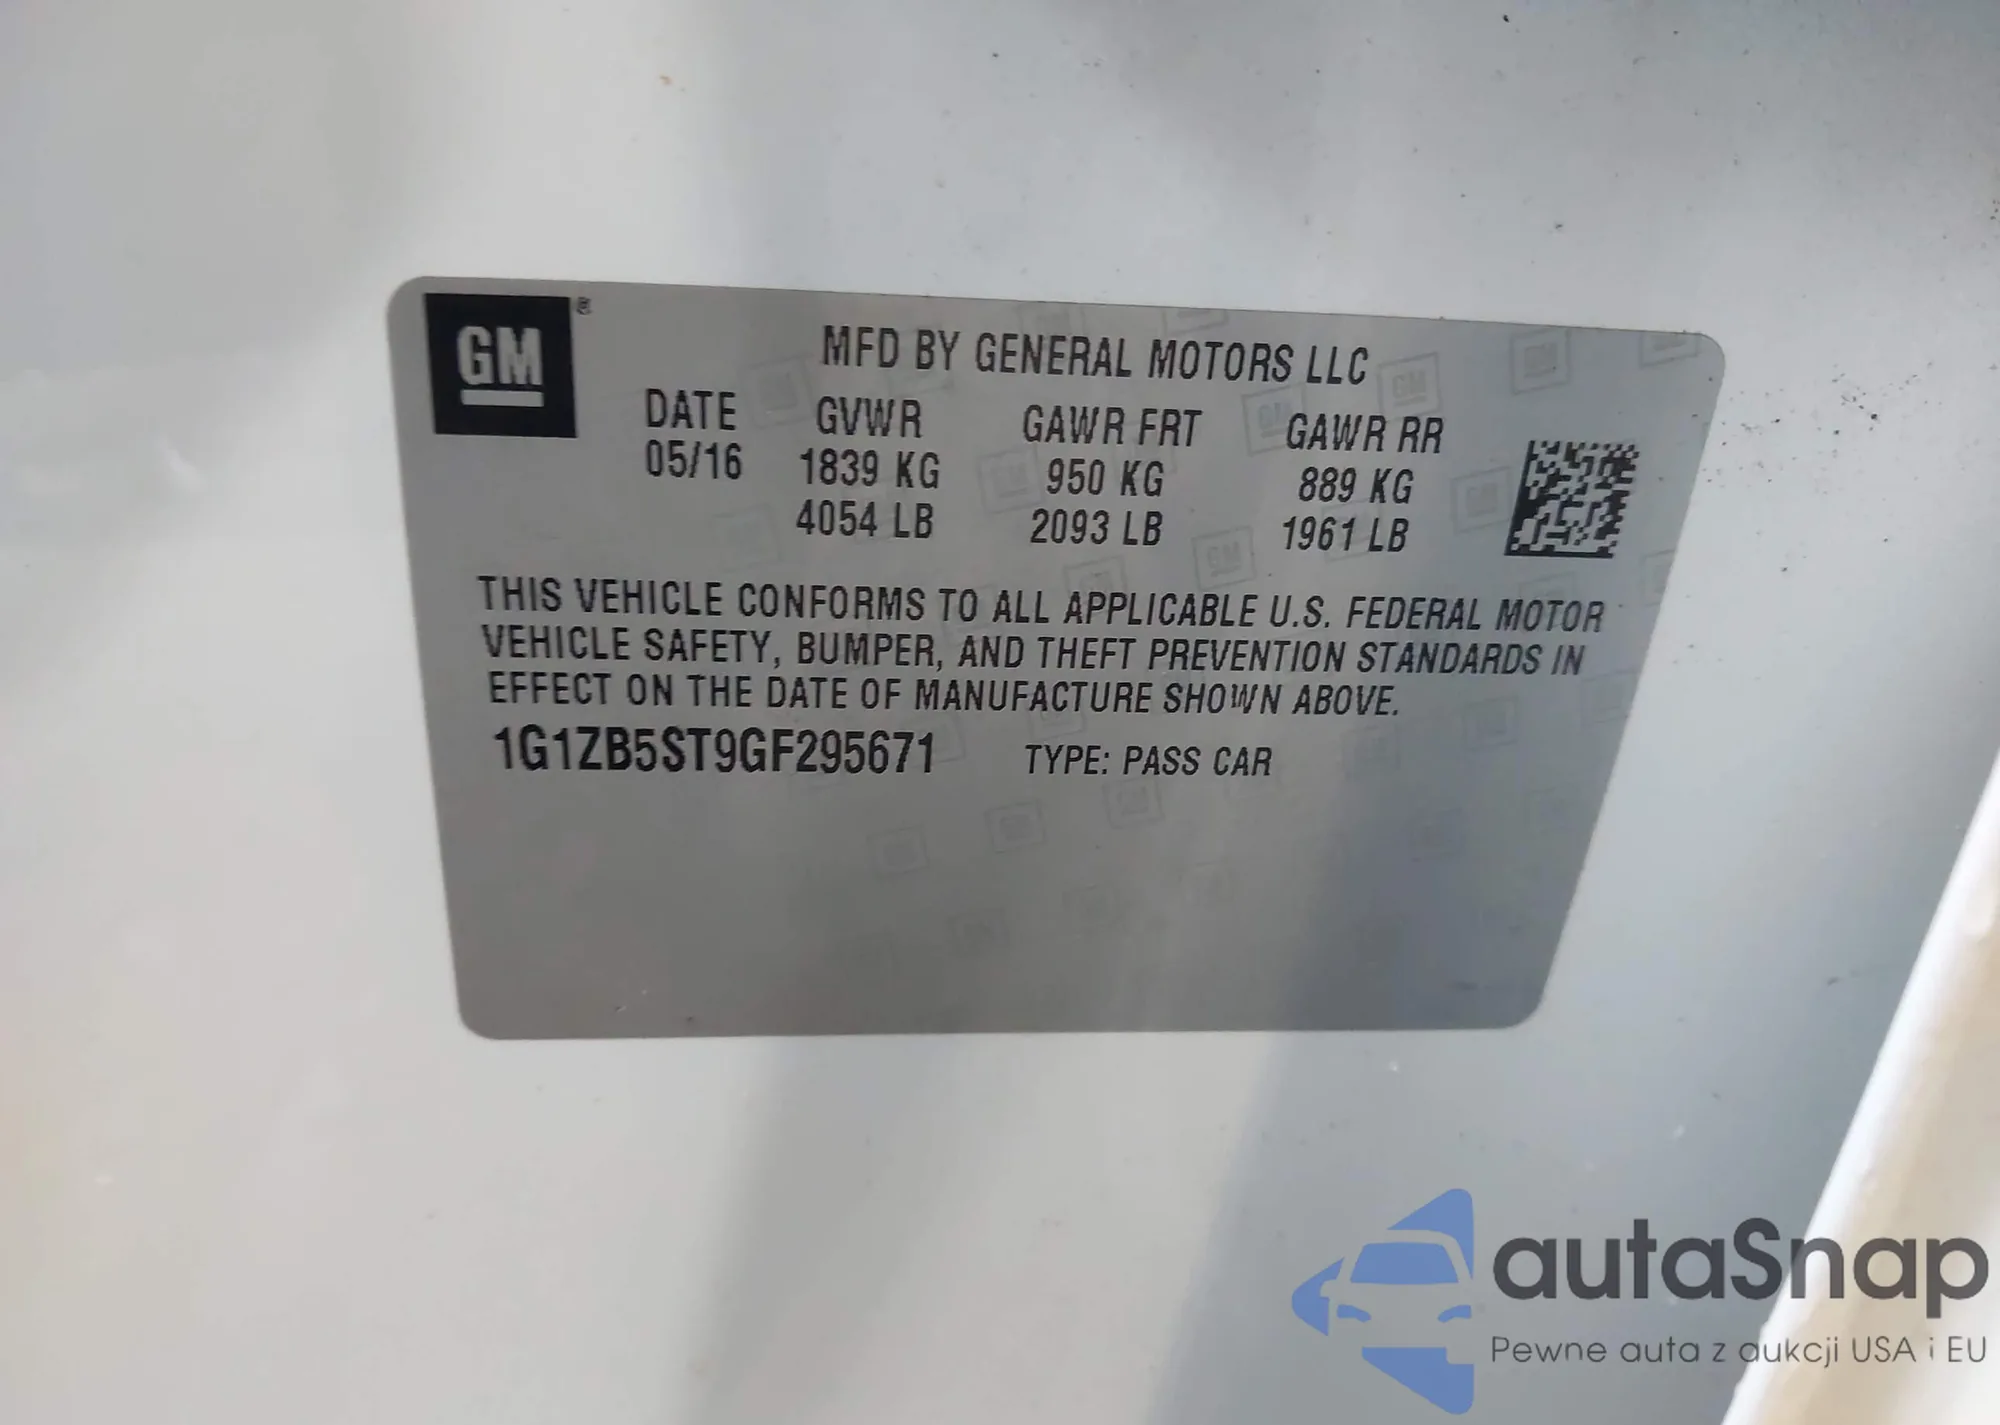 GM ®
MFD BY GENERAL MOTORS LLC
DATE GVWR GAWR FRT GAWR RR
05/16 1839 KG 950 KG 889 KG
4054 LB 2093 LB 1961 LB
THIS VEHICLE CONFORMS TO ALL APPLICABLE U.S. FEDERAL MOTOR
VEHICLE SAFETY, BUMPER, AND THEFT PREVENTION STANDARDS IN
EFFECT ON THE DATE OF MANUFACTURE SHOWN ABOVE.
1G1ZB5ST9GF295671 TYPE: PASS CAR
autaSnap
Pewne auta z aukcji USA i EU